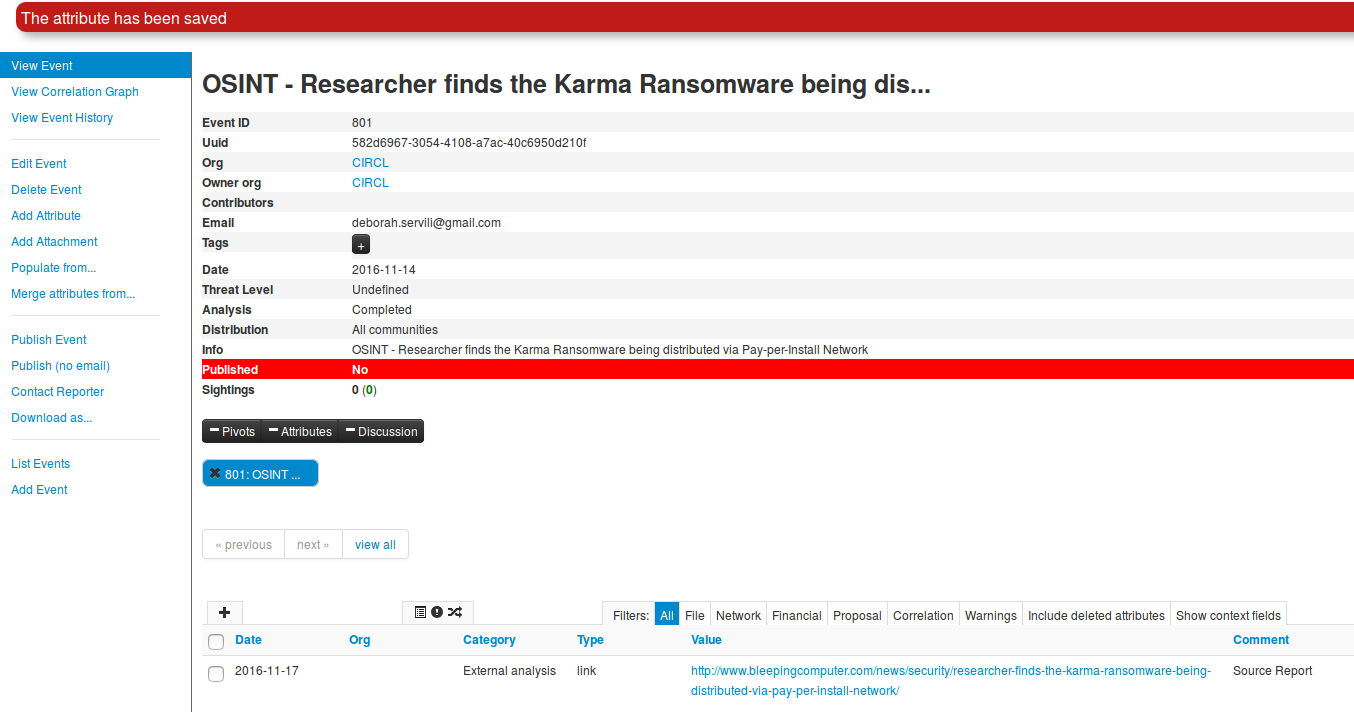 The attribute has been saved
View Event
View Correlation Graph
View Event History
Edit Event
Delete Event
Add Attribute
Add Attachment
Populate from...
Merge attributes from...
Publish Event
Publish (no email)
Contact Reporter
Download as...
List Events
Add Event
OSINT - Researcher finds the Karma Ransomware being dis...
Event ID 801
Uuid 582d6967-3054-4108-a7ac-40c6950d210f
Org CIRCL
Owner org CIRCL
Contributors
Email deborah.servili@gmail.com
Tags +
Date 2016-11-14
Threat Level Undefined
Analysis Completed
Distribution All communities
Info OSINT - Researcher finds the Karma Ransomware being distributed via Pay-per-Install Network
Published No
Sightings 0 (0)
Pivots Attributes Discussion
801: OSINT ...
« previous next » view all
Filters: All File Network Financial Proposal Correlation Warnings Include deleted attributes Show context fields
Date Org Category Type Value Comment
2016-11-17 External analysis link http://www.bleepingcomputer.com/news/security/researcher-finds-the-karma-ransomware-being- Source Report
distributed-via-pay-per-install-network/